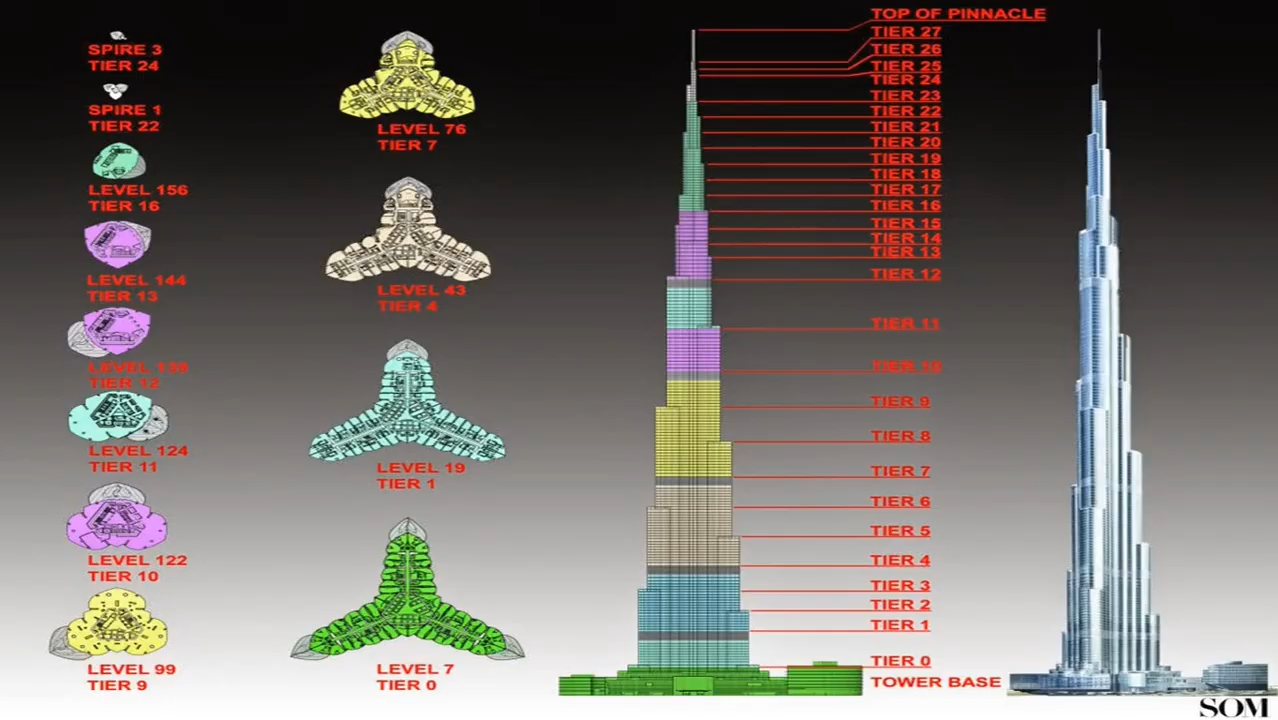 SPIRE 3
TIER 24
SPIRE 1
TIER 22
LEVEL 156
TIER 16
LEVEL 144
TIER 13
LEVEL
TIER 12
LEVEL 124
TIER 11
LEVEL 122
TIER 10
LEVEL 99
TIER 9
LEVEL 76
TIER 7
LEVEL 43
TIER 4
LEVEL 19
TIER 1
LEVEL 7
TIER 0
TOP OF PINNACLE
TIER 27
TIER 26
TIER 25
TIER 24
TIER 23
TIER 22
TIER 21
TIER 20
TIER 19
TIER 18
TIER 17
TIER 16
TIER 15
TIER 14
TIER 13
TIER 12
TIER 11
TIER 10
TIER 9
TIER 8
TIER 7
TIER 6
TIER 5
TIER 4
TIER 3
TIER 2
TIER 1
TIER 0
TOWER BASE
SOM